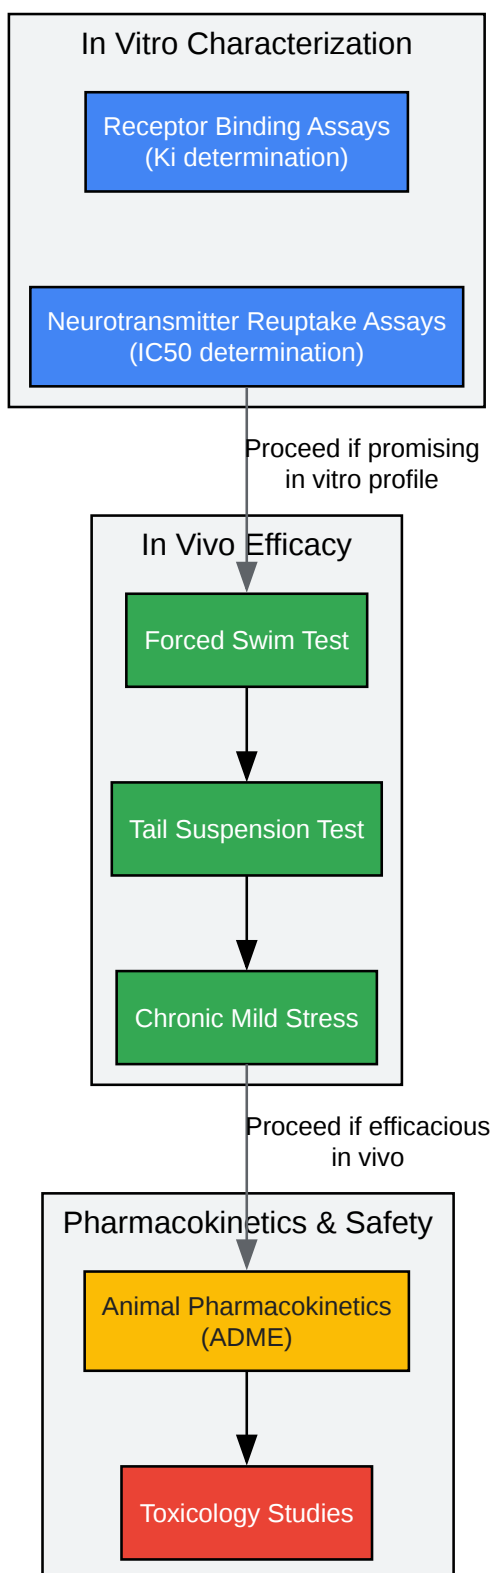 In Vitro Characterization
Receptor Binding Assays
(Ki determination)
Neurotransmitter Reuptake Assays
(IC50 determination)
Proceed if promising
in vitro profile
In Vivo Efficacy
Forced Swim Test
Tail Suspension Test
Chronic Mild Stress
Proceed if efficacious
in vivo
Pharmacokinetics & Safety
Animal Pharmacokinetics
(ADME)
Toxicology Studies